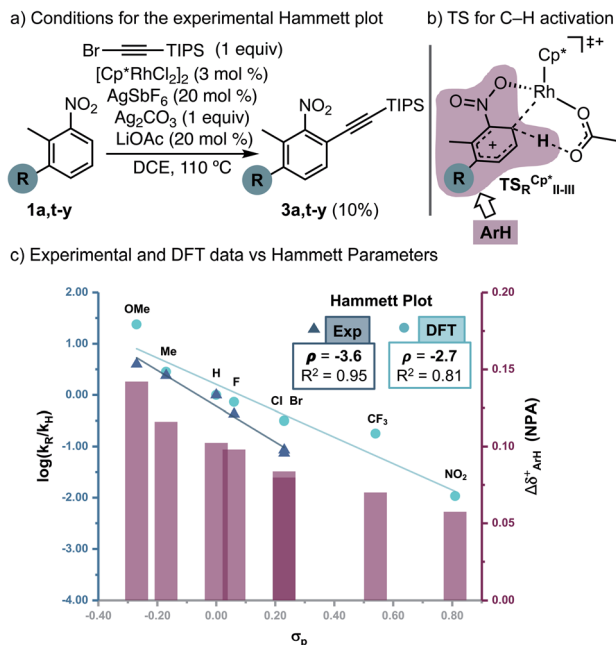 a) Conditions for the experimental Hammett plot
Br TIPS (1 equiv)
[Cp*RhCl2]2 (3 mol %)
AgSbF6 (20 mol %)
Ag2CO3 (1 equiv)
LiOAc (20 mol %)
DCE, 110 ºC
NO2
R
1a,t-y
NO2
TIPS
R
3a,t-y (10%)
b) TS for C–H activation
‡+
Cp*
Rh
O
N
O
O
O
H
+
R
TSR Cp* II-III
ArH
c) Experimental and DFT data vs Hammett Parameters
Hammett Plot
Exp DFT
ρ = -3.6 ρ = -2.7
R2 = 0.95 R2 = 0.81
OMe
Me
H
F
Cl Br
CF3
NO2
log(kR/kH)
2.00
1.00
0.00
-1.00
-2.00
-3.00
-4.00
-0.40 -0.20 0.00 0.20 0.40 0.60 0.80
σp
0.20
0.15
0.10
0.05
0.00
Δδ+ArH (NPA)